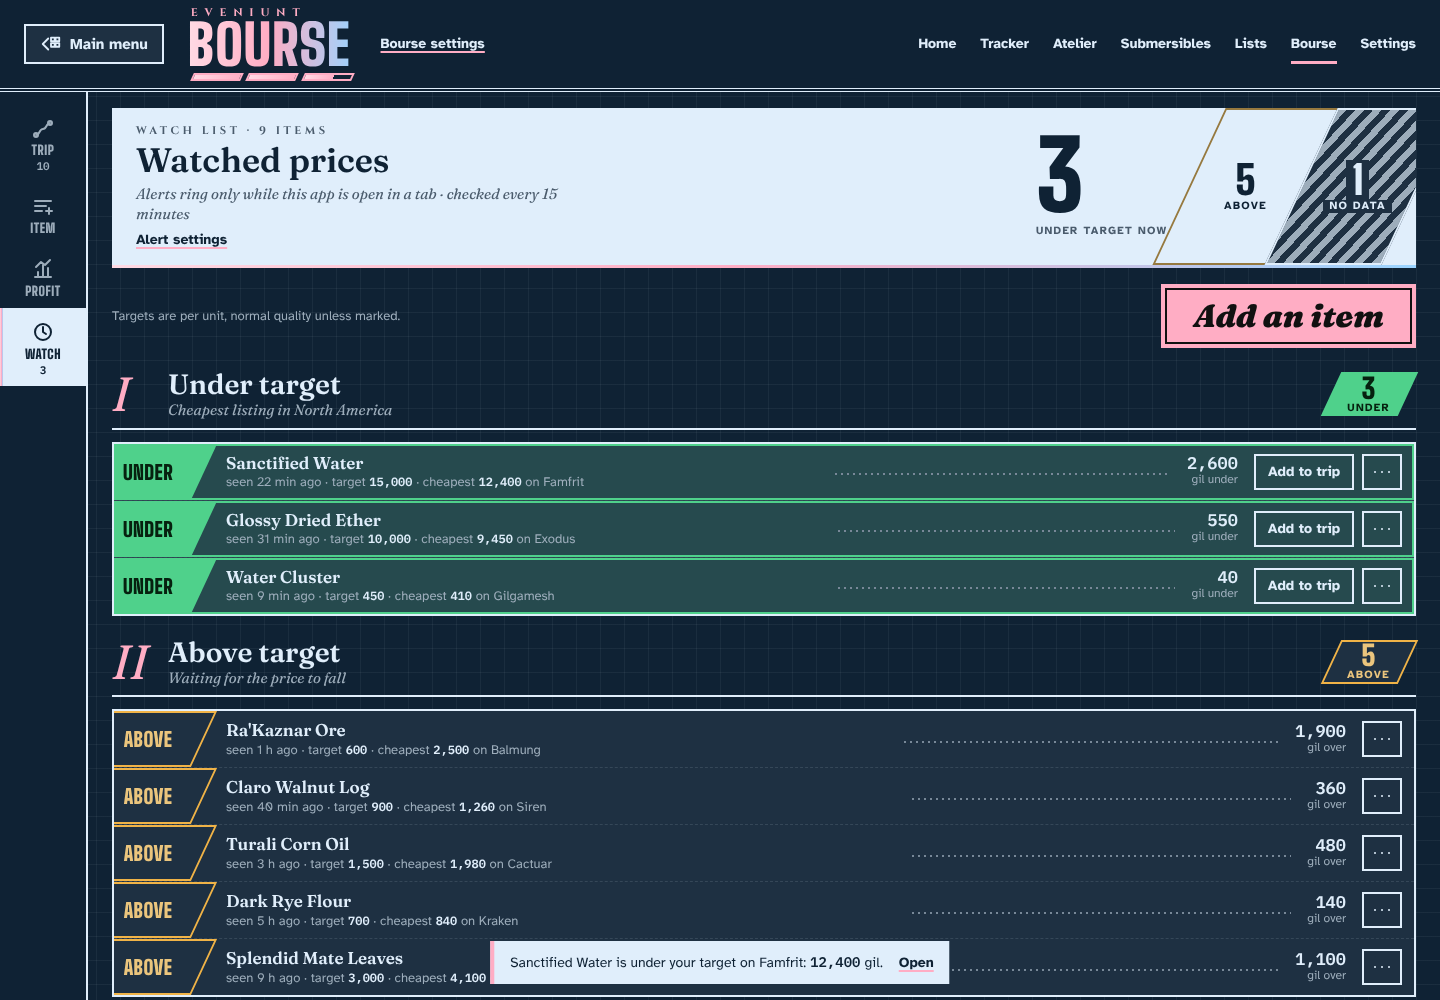 Main menu
EVENIUNT
BOURSE
Bourse settings
Home
Tracker
Atelier
Submersibles
Lists
Bourse
Settings
TRIP
10
ITEM
PROFIT
WATCH
3
WATCH LIST · 9 ITEMS
Watched prices
Alerts ring only while this app is open in a tab · checked every 15
minutes
Alert settings
3
UNDER TARGET NOW
5
ABOVE
1
NO DATA
Targets are per unit, normal quality unless marked.
Add an item
I
Under target
Cheapest listing in North America
3
UNDER
UNDER
Sanctified Water
seen 22 min ago · target 15,000 · cheapest 12,400 on Famfrit
2,600
gil under
Add to trip
...
UNDER
Glossy Dried Ether
seen 31 min ago · target 10,000 · cheapest 9,450 on Exodus
550
gil under
Add to trip
...
UNDER
Water Cluster
seen 9 min ago · target 450 · cheapest 410 on Gilgamesh
40
gil under
Add to trip
...
II
Above target
Waiting for the price to fall
5
ABOVE
ABOVE
Ra'Kaznar Ore
seen 1 h ago · target 600 · cheapest 2,500 on Balmung
1,900
gil over
...
ABOVE
Claro Walnut Log
seen 40 min ago · target 900 · cheapest 1,260 on Siren
360
gil over
...
ABOVE
Turali Corn Oil
seen 3 h ago · target 1,500 · cheapest 1,980 on Cactuar
480
gil over
...
ABOVE
Dark Rye Flour
seen 5 h ago · target 700 · cheapest 840 on Kraken
140
gil over
...
ABOVE
Splendid Mate Leaves
seen 9 h ago · target 3,000 · cheapest 4,100
1,100
gil over
...
Sanctified Water is under your target on Famfrit: 12,400 gil.
Open